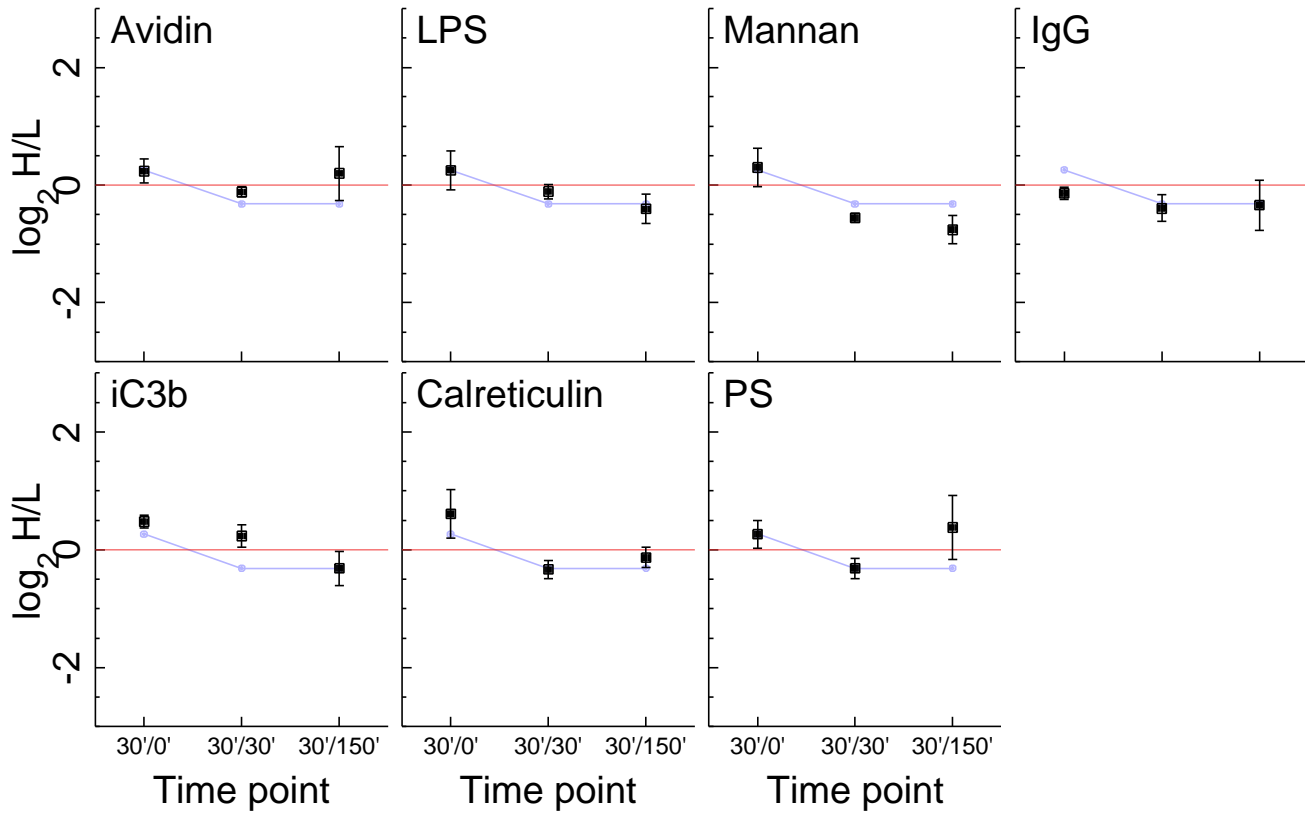 Avidin LPS Mannan IgG
2
0
-2
log2 H/L
iC3b Calreticulin PS
2
0
-2
log2 H/L
30'/0' 30'/30' 30'/150' 30'/0' 30'/30' 30'/150' 30'/0' 30'/30' 30'/150'
Time point Time point Time point